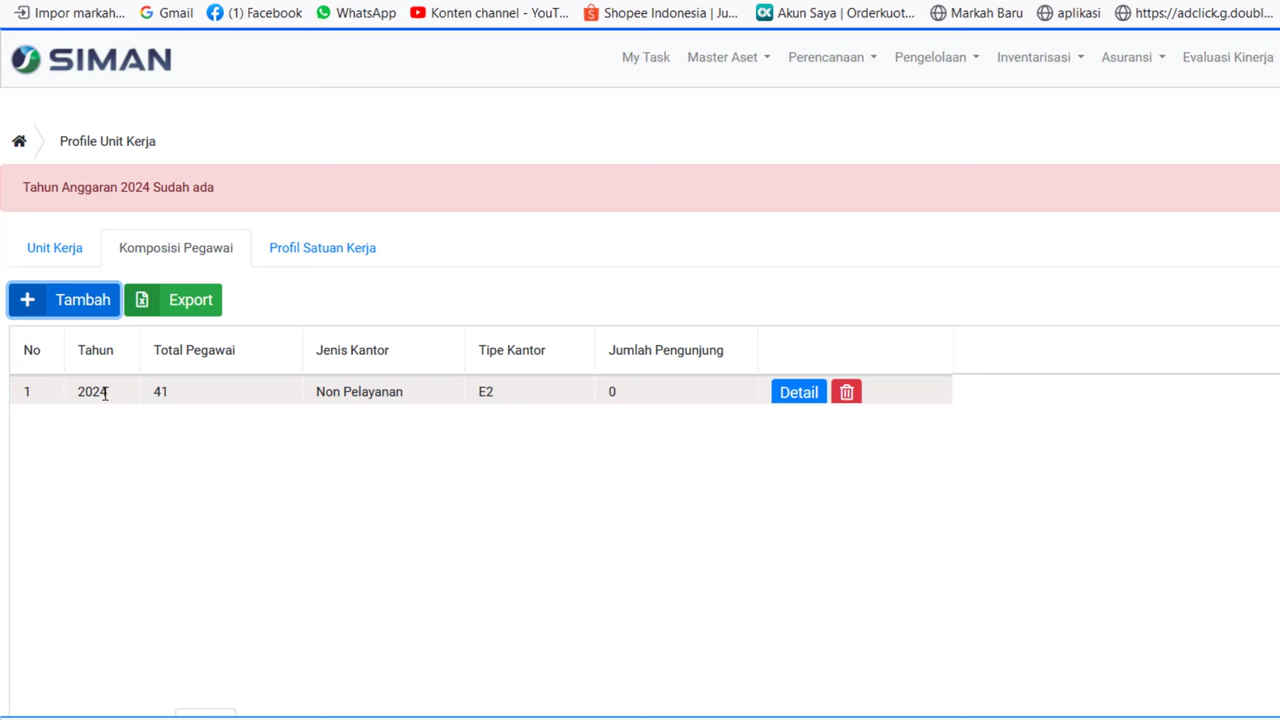 Impor markah... Gmail (1) Facebook WhatsApp Konten channel - YouT... Shopee Indonesia | Ju... Akun Saya | Orderkuot... Markah Baru aplikasi https://adclick.g.doubl...
SIMAN My Task Master Aset Perencanaan Pengelolaan Inventarisasi Asuransi Evaluasi Kinerja
Profile Unit Kerja
Tahun Anggaran 2024 Sudah ada
Unit Kerja Komposisi Pegawai Profil Satuan Kerja
+ Tambah Export
No Tahun Total Pegawai Jenis Kantor Tipe Kantor Jumlah Pengunjung
1 2024 41 Non Pelayanan E2 0 Detail